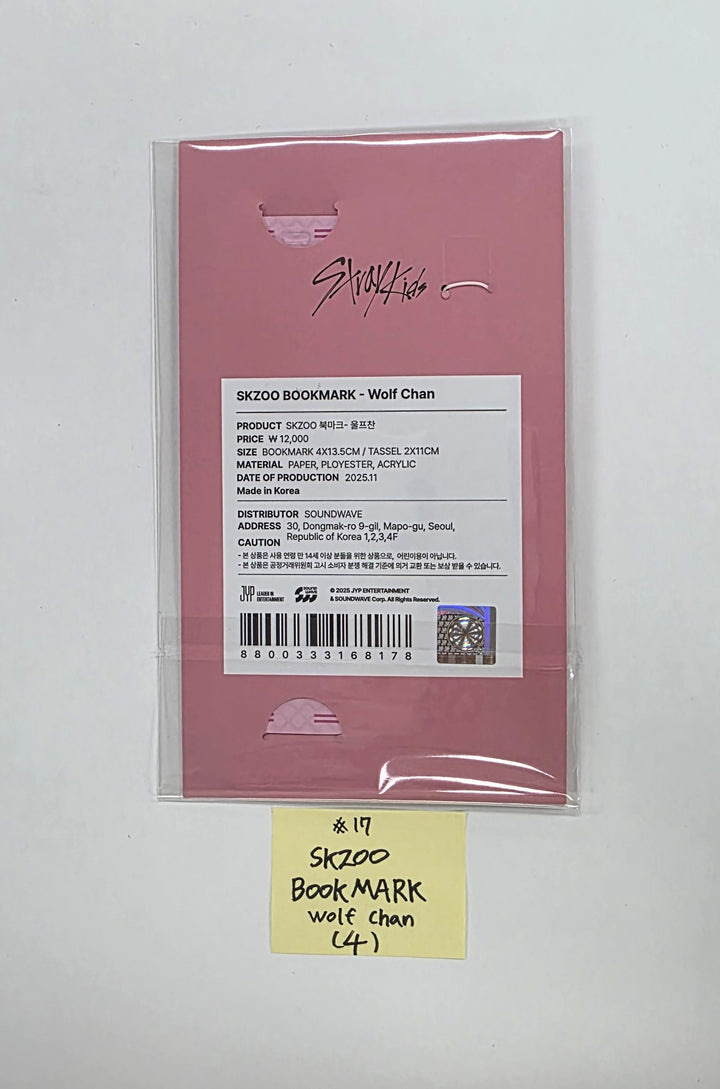 Stray Kids
SKZOO BOOKMARK - Wolf Chan
PRODUCT SKZOO 북마크- 울프찬
PRICE ₩ 12,000
SIZE BOOKMARK 4X13.5CM / TASSEL 2X11CM
MATERIAL PAPER, PLOYESTER, ACRYLIC
DATE OF PRODUCTION 2025.11
Made in Korea
DISTRIBUTOR SOUNDWAVE
ADDRESS 30, Dongmak-ro 9-gil, Mapo-gu, Seoul,
Republic of Korea 1,2,3,4F
CAUTION
- 본 상품은 사용 연령 만 14세 이상 분들을 위한 상품으로, 어린이용이 아닙니다.
- 본 상품은 공정거래위원회 고시 소비자 분쟁 해결 기준에 의거 교환 또는 보상 받을 수 있습니다.
JYP LEADER IN ENTERTAINMENT SOUND WAVE © 2025 JYP ENTERTAINMENT
& SOUNDWAVE Corp. All Rights Reserved.
8800333168178
#17
SKZOO
BOOKMARK
wolf chan
(4)